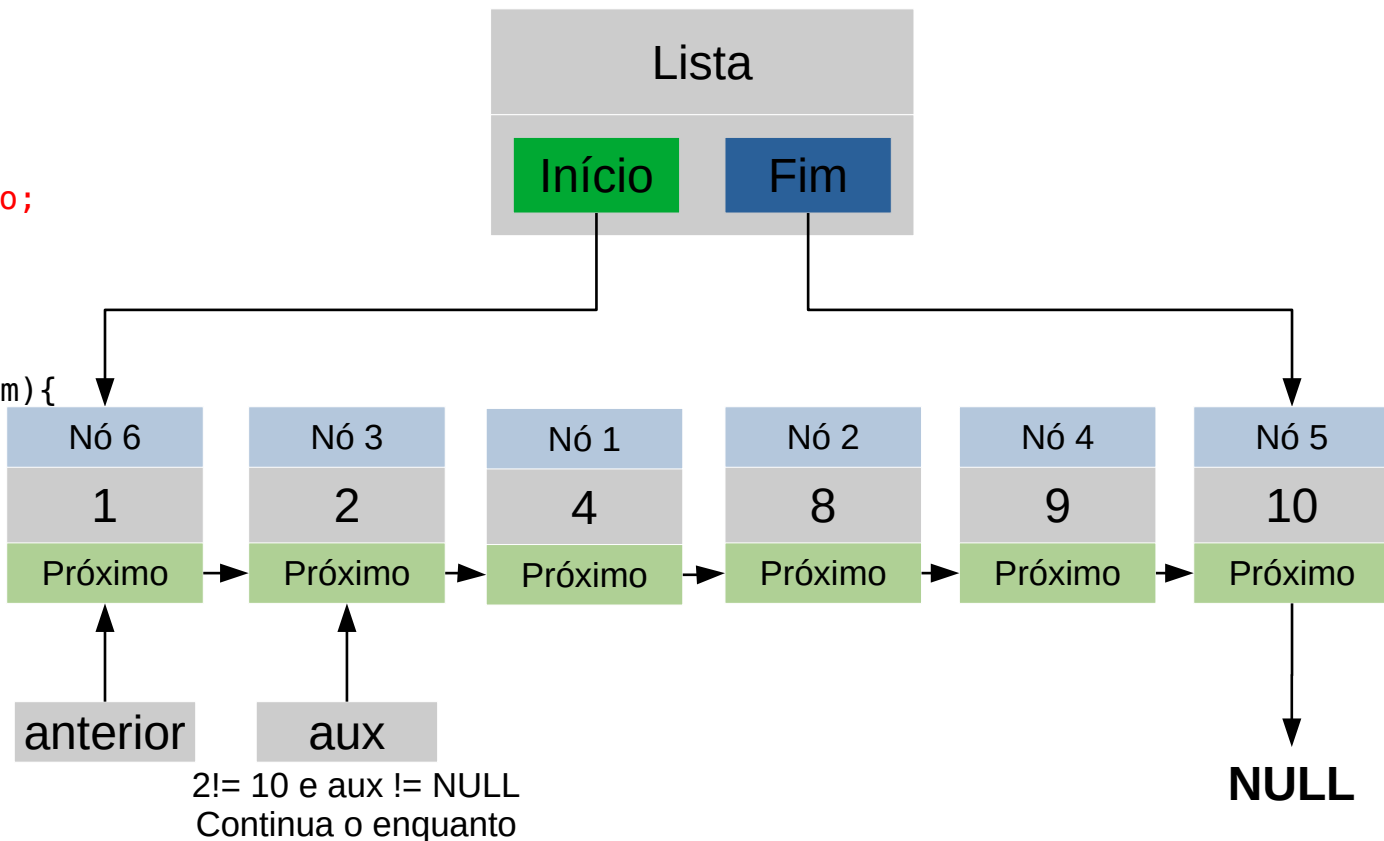 Lista
Início Fim
o;
m){
Nó 6 Nó 3 Nó 1 Nó 2 Nó 4 Nó 5
1 2 4 8 9 10
Próximo Próximo Próximo Próximo Próximo Próximo
anterior aux
2!= 10 e aux != NULL
Continua o enquanto
NULL